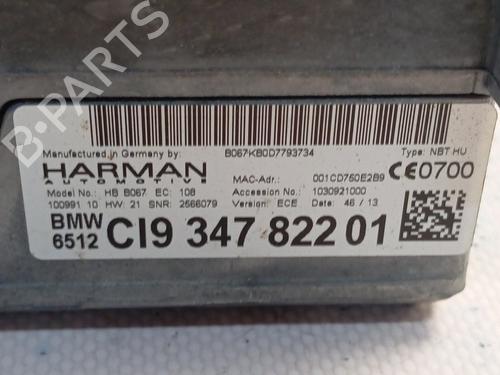 B067KB0D7793734
Manufactured in Germany by:
Type: NBT HU
HARMAN
AUTOMOTIVE
MAC-Adr.: 001CD750E2B9
CE0700
Model No.: HB B067 EC: 108
Accession No.: 1030921000
100991 10 HW: 21 SNR: 2566079
Version: ECE Date: 46 / 13
BMW
6512 CI9 347 822 01
B-PARTS
B-PARTS